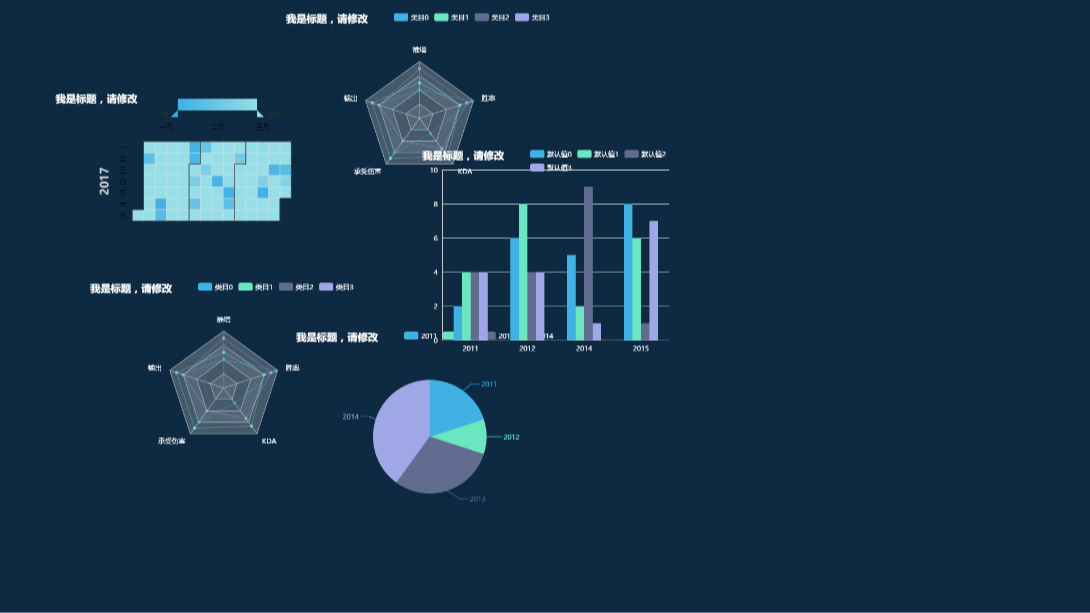 我是标题，请修改 类目0 类目1 类目2 类目3
推塔
输出 胜率
承受伤害 KDA
我是标题，请修改
一月 二月 三月
2017
我是标题，请修改 默认值0 默认值1 默认值2
默认值3
10
8
6
4
2
0
2011 2012 2014 2015
我是标题，请修改 类目0 类目1 类目2 类目3
推塔
输出 胜率
承受伤害 KDA
我是标题，请修改 2011
2011
2014
2012
2013